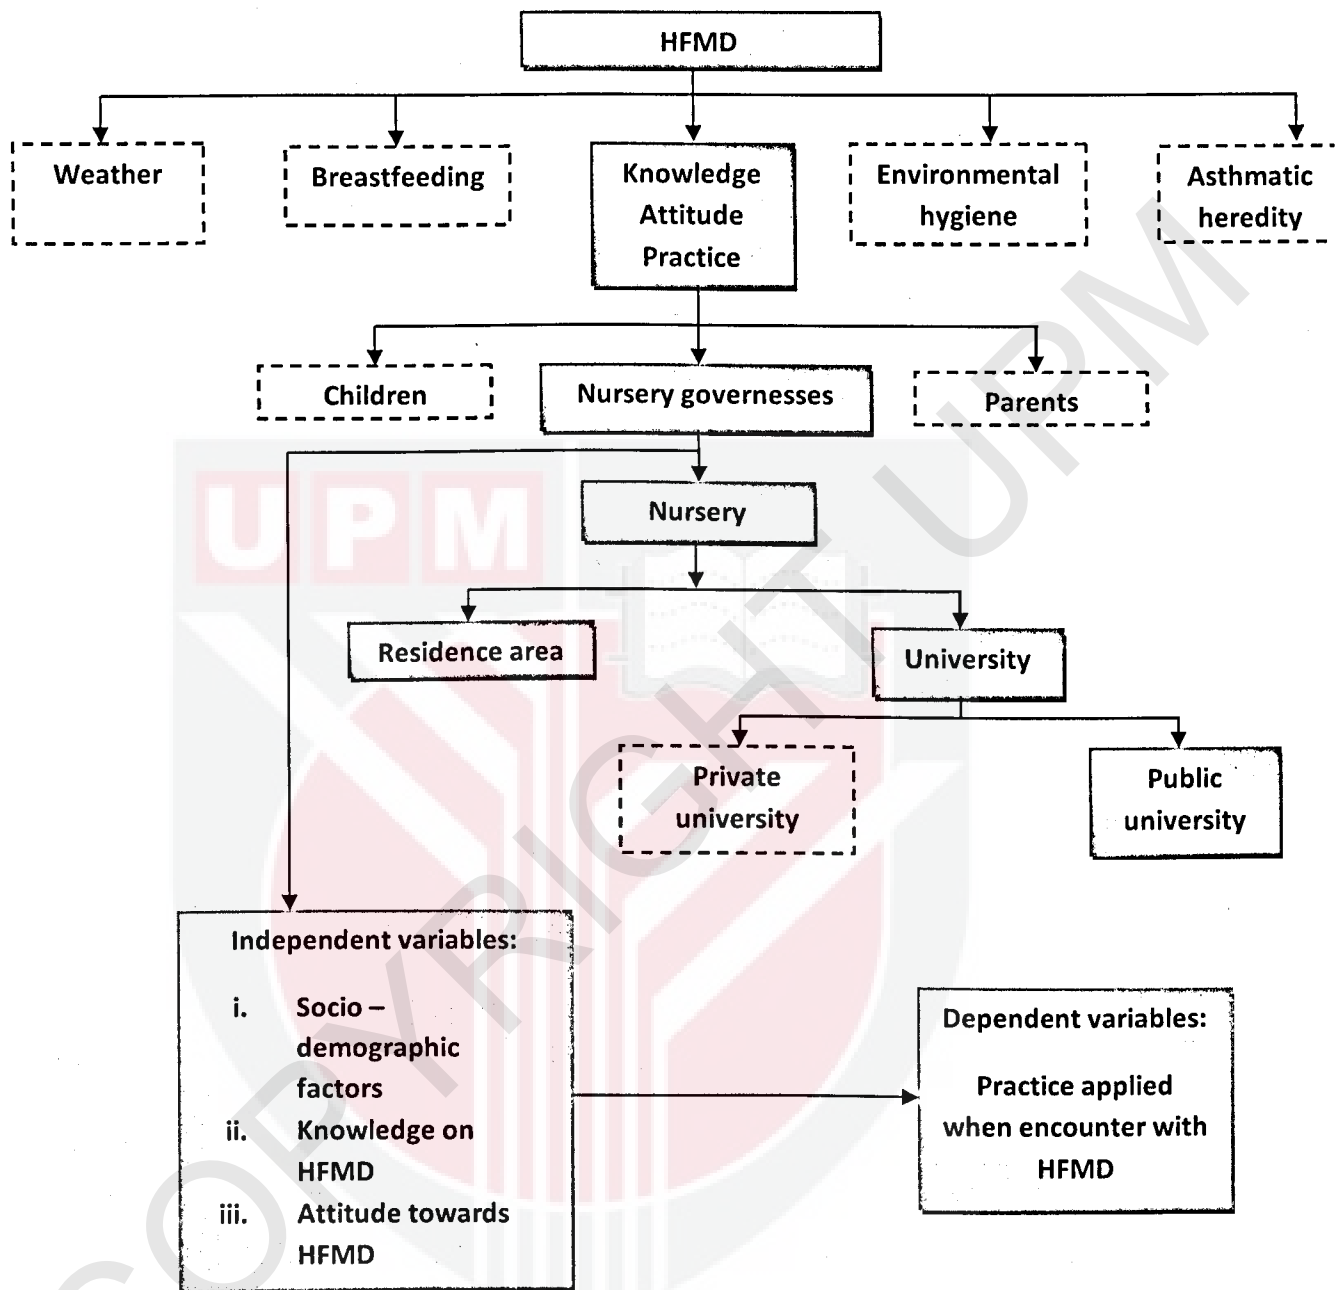 HFMD
Weather
Breastfeeding
Knowledge
Attitude
Practice
Environmental
hygiene
Asthmatic
heredity
Children
Nursery governesses
Parents
UPM
Nursery
Residence area
University
Private
university
Public
university
Independent variables:
i. Socio –
demographic
factors
ii. Knowledge on
HFMD
iii. Attitude towards
HFMD
Dependent variables:
Practice applied
when encounter with
HFMD
COPYRIGHT UPM